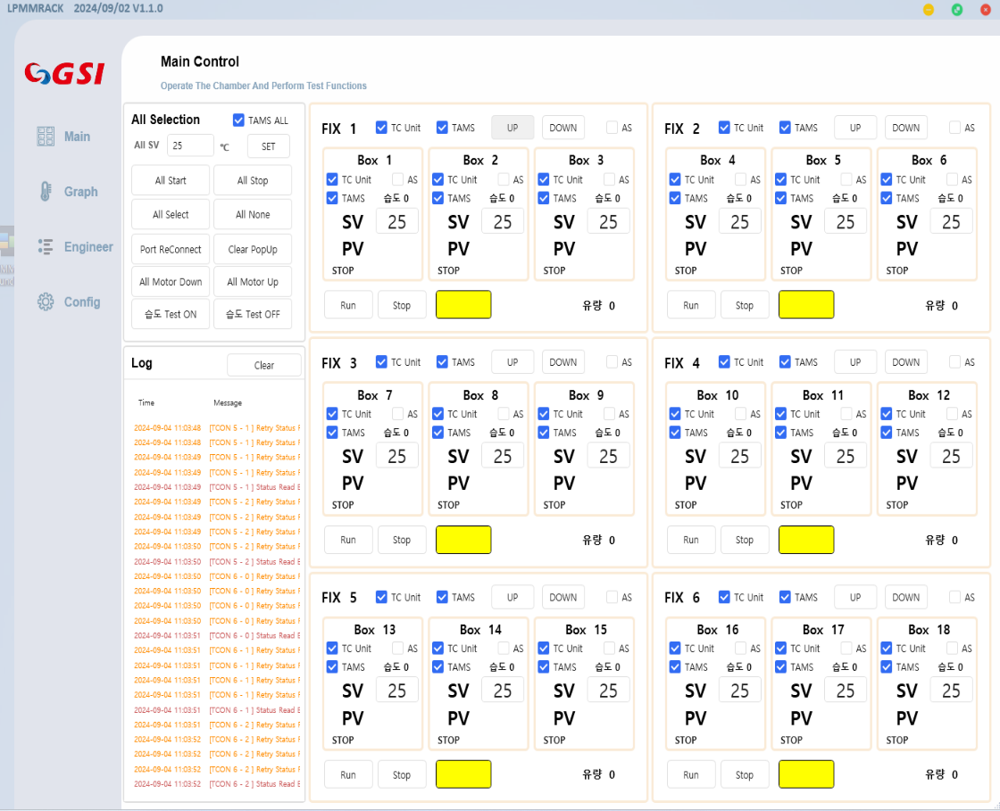 LPMMRACK 2024/09/02 V1.1.0
GSI
Main
Graph
Engineer
Config
Main Control
Operate The Chamber And Perform Test Functions
All Selection TAMS ALL
All SV 25 ℃ SET
All Start All Stop
All Select All None
Port ReConnect Clear PopUp
All Motor Down All Motor Up
습도 Test ON 습도 Test OFF
Log Clear
Time Message
2024-09-04 11:03:48 [TCON 5 - 1 ] Retry Status
2024-09-04 11:03:48 [TCON 5 - 1 ] Retry Status
2024-09-04 11:03:49 [TCON 5 - 1 ] Retry Status
2024-09-04 11:03:49 [TCON 5 - 1 ] Retry Status
2024-09-04 11:03:49 [TCON 5 - 1 ] Status Read
2024-09-04 11:03:49 [TCON 5 - 2 ] Retry Status
2024-09-04 11:03:49 [TCON 5 - 2 ] Retry Status
2024-09-04 11:03:49 [TCON 5 - 2 ] Retry Status
2024-09-04 11:03:50 [TCON 5 - 2 ] Retry Status
2024-09-04 11:03:50 [TCON 5 - 2 ] Status Read
2024-09-04 11:03:50 [TCON 6 - 0 ] Retry Status
2024-09-04 11:03:50 [TCON 6 - 0 ] Retry Status
2024-09-04 11:03:50 [TCON 6 - 0 ] Retry Status
2024-09-04 11:03:50 [TCON 6 - 0 ] Retry Status
2024-09-04 11:03:51 [TCON 6 - 0 ] Status Read
2024-09-04 11:03:51 [TCON 6 - 1 ] Retry Status
2024-09-04 11:03:51 [TCON 6 - 1 ] Retry Status
2024-09-04 11:03:51 [TCON 6 - 1 ] Retry Status
2024-09-04 11:03:51 [TCON 6 - 1 ] Retry Status
2024-09-04 11:03:51 [TCON 6 - 1 ] Status Read
2024-09-04 11:03:51 [TCON 6 - 2 ] Retry Status
2024-09-04 11:03:52 [TCON 6 - 2 ] Retry Status
2024-09-04 11:03:52 [TCON 6 - 2 ] Retry Status
2024-09-04 11:03:52 [TCON 6 - 2 ] Retry Status
2024-09-04 11:03:52 [TCON 6 - 2 ] Status Read
FIX 1 TC Unit TAMS UP DOWN AS
Box 1 Box 2 Box 3
TC Unit AS TC Unit AS TC Unit AS
TAMS 습도 0 TAMS 습도 0 TAMS 습도 0
SV 25 SV 25 SV 25
PV PV PV
STOP STOP STOP
Run Stop 유량 0
FIX 2 TC Unit TAMS UP DOWN AS
Box 4 Box 5 Box 6
TC Unit AS TC Unit AS TC Unit AS
TAMS 습도 0 TAMS 습도 0 TAMS 습도 0
SV 25 SV 25 SV 25
PV PV PV
STOP STOP STOP
Run Stop 유량 0
FIX 3 TC Unit TAMS UP DOWN AS
Box 7 Box 8 Box 9
TC Unit AS TC Unit AS TC Unit AS
TAMS 습도 0 TAMS 습도 0 TAMS 습도 0
SV 25 SV 25 SV 25
PV PV PV
STOP STOP STOP
Run Stop 유량 0
FIX 4 TC Unit TAMS UP DOWN AS
Box 10 Box 11 Box 12
TC Unit AS TC Unit AS TC Unit AS
TAMS 습도 0 TAMS 습도 0 TAMS 습도 0
SV 25 SV 25 SV 25
PV PV PV
STOP STOP STOP
Run Stop 유량 0
FIX 5 TC Unit TAMS UP DOWN AS
Box 13 Box 14 Box 15
TC Unit AS TC Unit AS TC Unit AS
TAMS 습도 0 TAMS 습도 0 TAMS 습도 0
SV 25 SV 25 SV 25
PV PV PV
STOP STOP STOP
Run Stop 유량 0
FIX 6 TC Unit TAMS UP DOWN AS
Box 16 Box 17 Box 18
TC Unit AS TC Unit AS TC Unit AS
TAMS 습도 0 TAMS 습도 0 TAMS 습도 0
SV 25 SV 25 SV 25
PV PV PV
STOP STOP STOP
Run Stop 유량 0